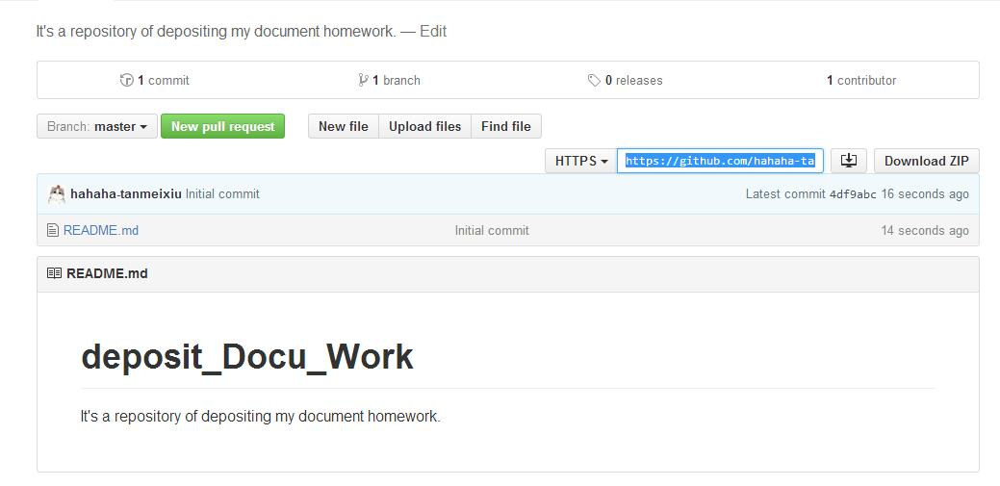 It's a repository of depositing my document homework. — Edit
1 commit 1 branch 0 releases 1 contributor
Branch: master New pull request New file Upload files Find file
HTTPS https://github.com/hahaha-ta Download ZIP
hahaha-tanmeixiu Initial commit Latest commit 4df9abc 16 seconds ago
README.md Initial commit 14 seconds ago
README.md
deposit_Docu_Work
It's a repository of depositing my document homework.